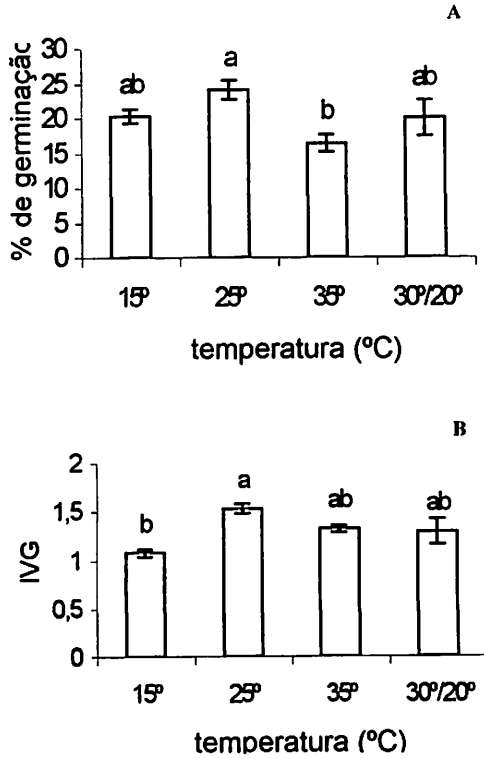 A
% de germinação
30
25
20
15
10
5
0
ab
a
b
ab
15º
25º
35º
30º/20º
temperatura (ºC)
B
IVG
2
1,5
1
0,5
0
b
a
ab
ab
15º
25º
35º
30º/20º
temperatura (ºC)